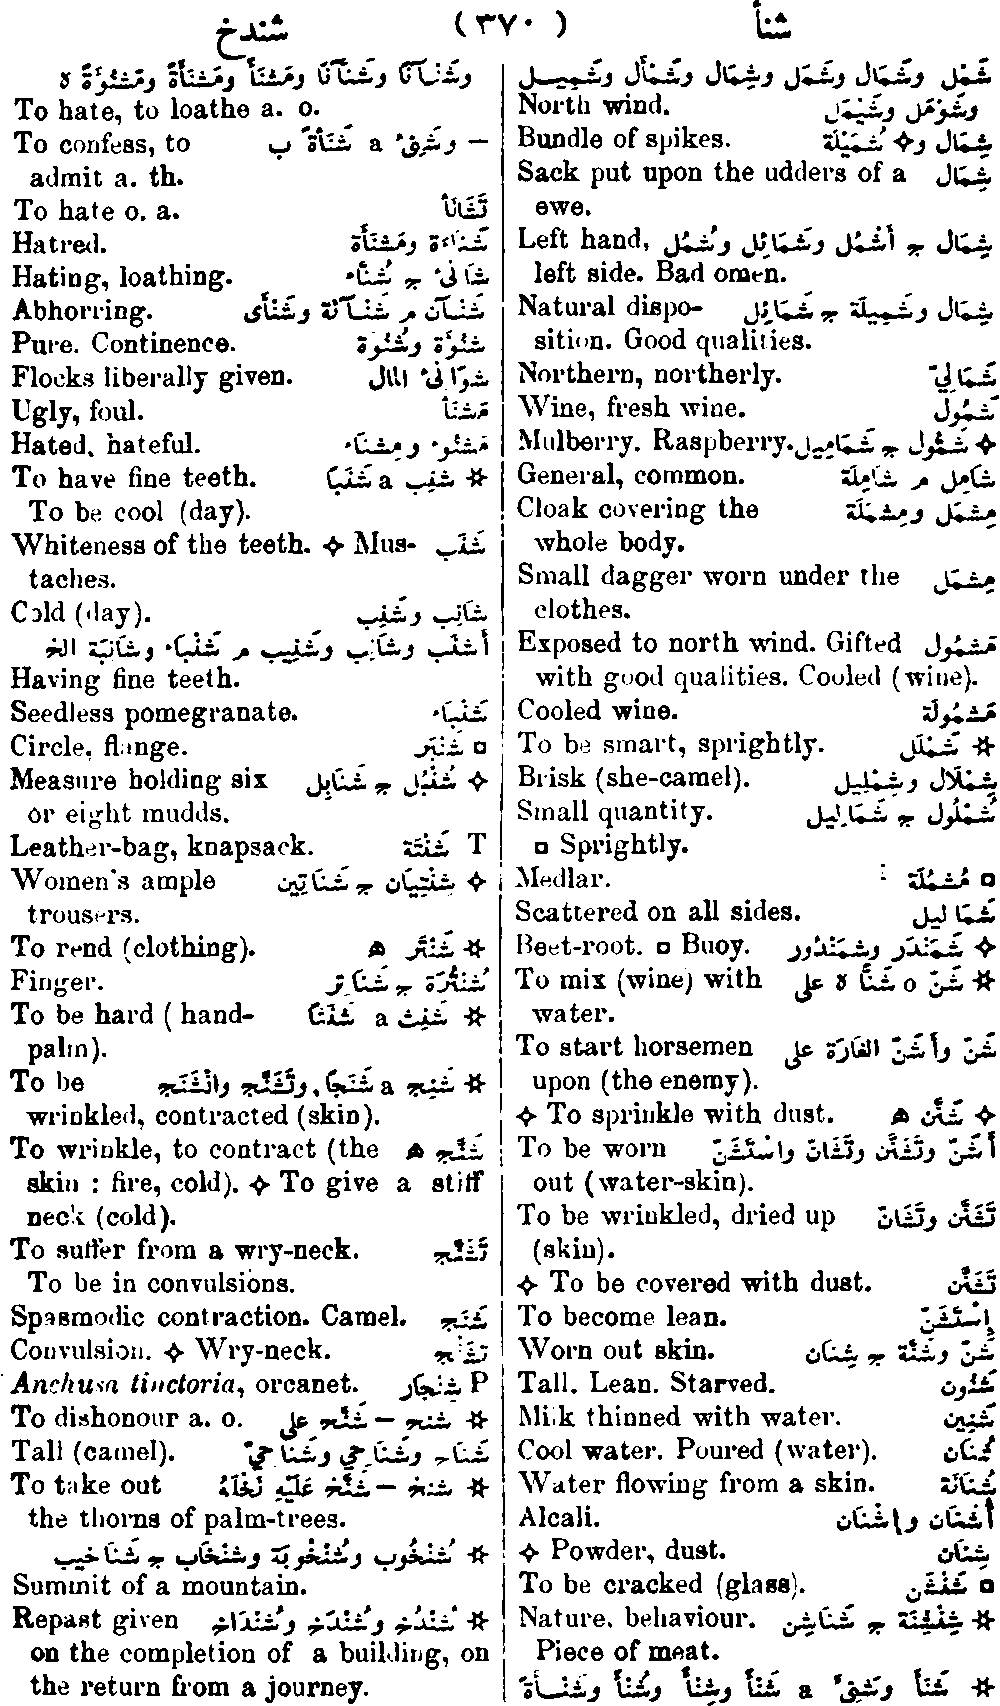 شنأ ( ٣٧٠ ) شندخ
شَمْل وشَمَال وشَمَل وشِمَال وشَمْأَل وشَمِيل
North wind. وشَوْمَل وشَيْمَل
Bundle of spikes. شِمَال و✧ شُمَيْلَة
Sack put upon the udders of a شِمَال
ewe.
Left hand, شِمَال ج أَشْمُل وشَمَائِل وشُمُل
left side. Bad omen.
Natural dispo- شِمَال وشَمِيلَة ج شَمَائِل
sition. Good qualities.
Northern, northerly. شَمَالِيّ
Wine, fresh wine. شَمُول
Mulberry. Raspberry. ✧ شَمُّول ج شَمَامِيل
General, common. شَامِل م شَامِلَة
Cloak covering the مِشْمَل ومِشْمَلَة
whole body.
Small dagger worn under the مِشْمَل
clothes.
Exposed to north wind. Gifted مَشْمُول
with good qualities. Cooled (wine).
Cooled wine. مَشْمُولَة
To be smart, sprightly. ✲ شَمْلَل
Brisk (she-camel). شِمْلَال وشِمْلِيل
Small quantity. شُمْلُول ج شَمَالِيل
▫ Sprightly.
Medlar. ▫ مُشْمُلَة
Scattered on all sides. شَمَالِيل
Beet-root. ▫ Buoy. ✧ شَمَنْدَر وشَمَنْدُور
To mix (wine) with ✲ شَنّ o شَنًّا ه على
water.
To start horsemen شَنّ وأَشَنّ الغَارَة على
upon (the enemy).
✧ To sprinkle with dust. ✧ شَنَّن ه
To be worn أَشَنّ وتَشَنَّن وتَشَانّ واسْتَشَنّ
out (water-skin).
To be wrinkled, dried up تَشَنَّن وتَشَانّ
(skin).
✧ To be covered with dust. تَشَنَّن
To become lean. إِسْتَشَنّ
Worn out skin. شَنّ وشَنَّة ج شِنَان
Tall. Lean. Starved. شَنُون
Milk thinned with water. شَنِين
Cool water. Poured (water). شُنَان
Water flowing from a skin. شُنَانَة
Alcali. أُشْنَان وإِشْنَان
✧ Powder, dust. شِنَان
To be cracked (glass). ▫ شَنْشَن
Nature, behaviour. ✲ شِنْشِنَة ج شَنَاشِن
Piece of meat.
✲ شَنَأ وشَنِئ a شَنْأً وشِنْأً وشُنْأً وشَنْأَة
وشَنْآنًا وشَنَآنًا ومَشْنَأً ومَشْنَأَة ومَشْنُؤَة ه
To hate, to loathe a. o.
To confess, to — وشَنِئ a شَنْأَة ب
admit a. th.
To hate o. a. تَشَانَأ
Hatred. شَنَاءَة ومَشْنَأَة
Hating, loathing. شَانِئ ج شُنَّاء
Abhorring. شَنْآن م شَنْآنَة وشَنْأَى
Pure. Continence. شَنُوءَة وشُنُوَّة
Flocks liberally given. شَوَانِئ المَال
Ugly, foul. مَشْنَأ
Hated, hateful. مَشْنُوء ومِشْنَاء
To have fine teeth. ✲ شَنِب a شَنَبًا
To be cool (day).
Whiteness of the teeth. ✧ Mus- شَنَب
taches.
Cold (day). شَانِب وشَنِب
أَشْنَب وشَانِب وشَنِيب م شَنْبَاء وشَانِبَة الخ
Having fine teeth.
Seedless pomegranate. شَنْبَاء
Circle, flange. ▫ شَنْبَر
Measure holding six ✧ شُنْبُل ج شَنَابِل
or eight mudds.
Leather-bag, knapsack. T شَنْتَة
Women's ample ✧ شِنْتِيَان ج شَنَاتِين
trousers.
To rend (clothing). ✲ شَنْتَر ه
Finger. شُنْتُرَة ج شَنَاتِر
To be hard ( hand- ✲ شَنِث a شَنَثًا
palm).
To be ✲ شَنِج a شَنَجًا, وتَشَنَّج وانْشَنَج
wrinkled, contracted (skin).
To wrinkle, to contract (the شَنَّج ه
skin : fire, cold). ✧ To give a stiff
neck (cold).
To suffer from a wry-neck. تَشَنَّج
To be in convulsions.
Spasmodic contraction. Camel. شَنَج
Convulsion. ✧ Wry-neck. تَشَنُّج
Anchusa tinctoria, orcanet. P شِنْجَار
To dishonour a. o. ✲ شنح – شَنَّح على
Tall (camel). شَنَاح وشَنَاحِي وشَنَاحِيّ
To take out ✲ شنخ – شَنَّخ عَلَيْهِ نَخْلَهُ
the thorns of palm-trees.
✲ شُنْخُوب وشُنْخُوبَة وشِنْخَاب ج شَنَاخِيب
Summit of a mountain.
Repast given ✲ شُنْدُخ وشُنْدَخ وشُنْدَاخ
on the completion of a building, on
the return from a journey.